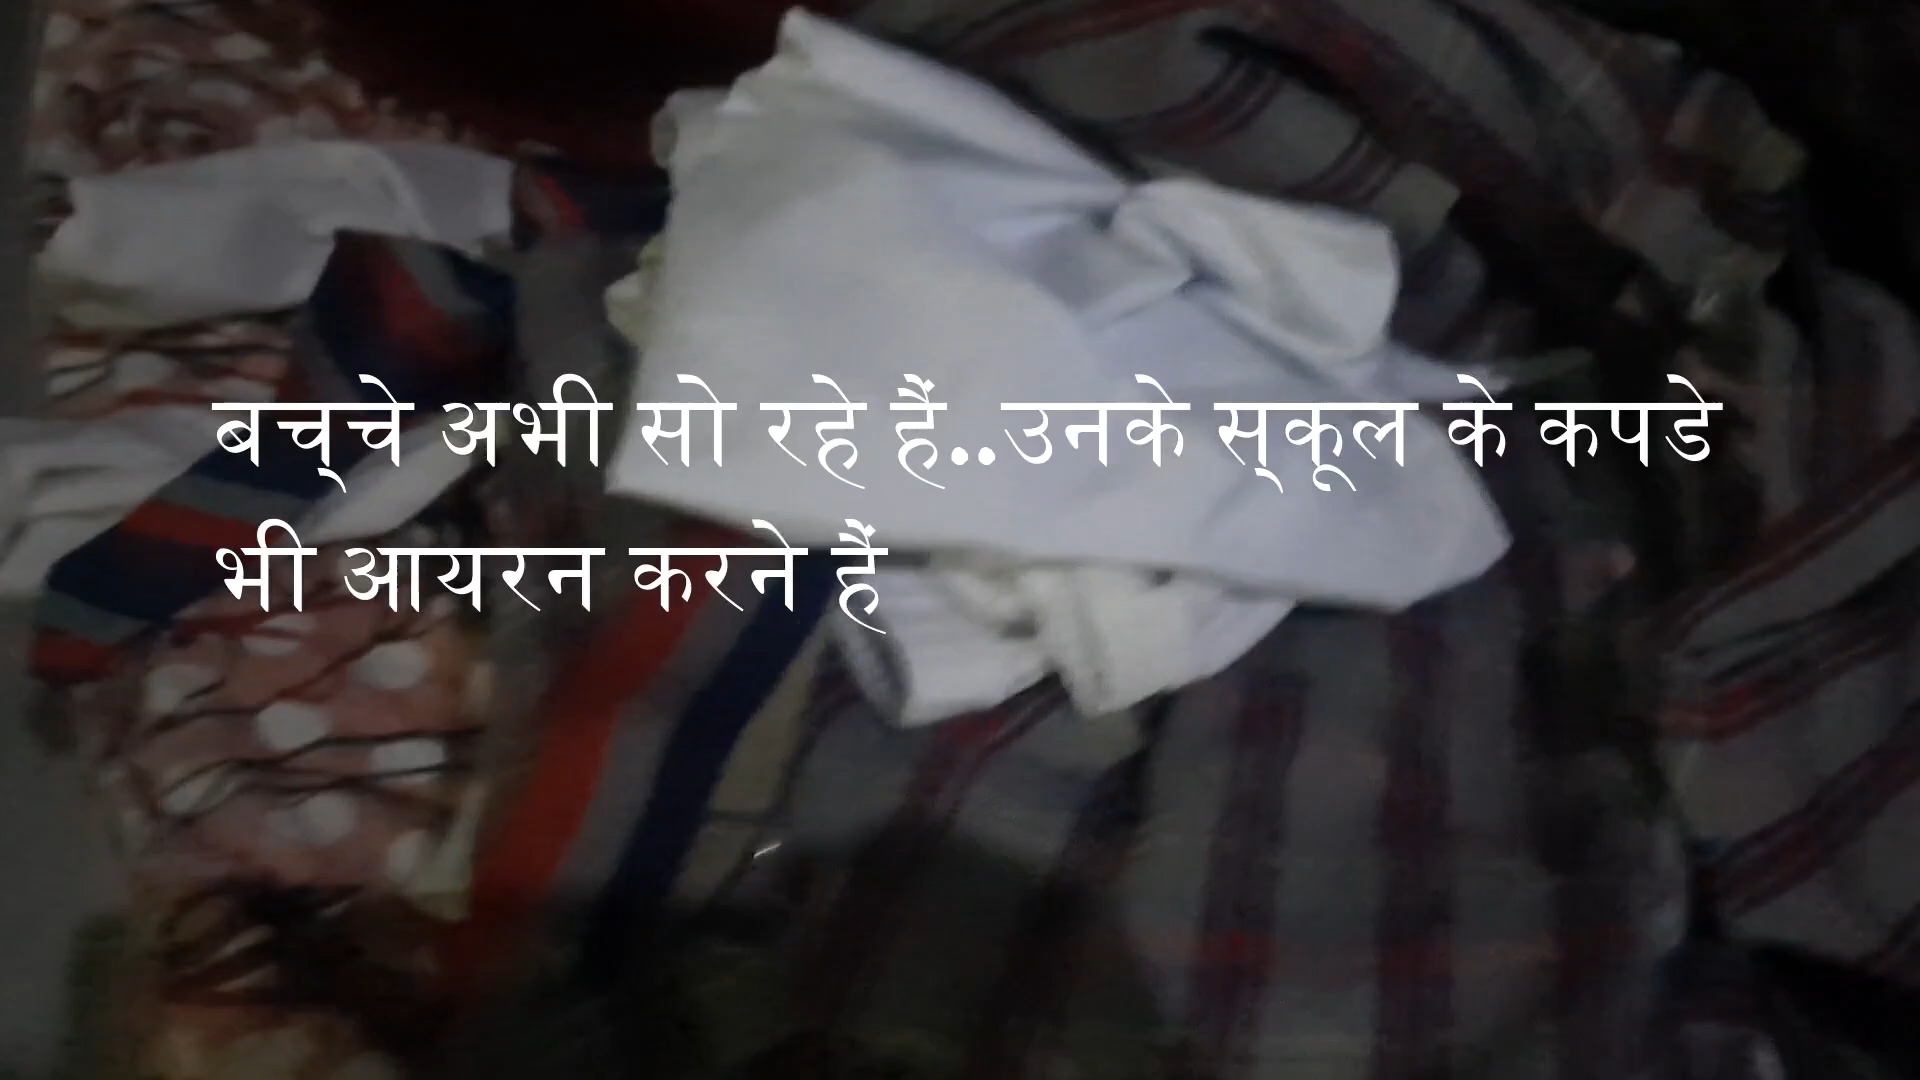 बच्चे अभी सो रहे हैं..उनके स्कूल के कपडे
भी आयरन करने हैं